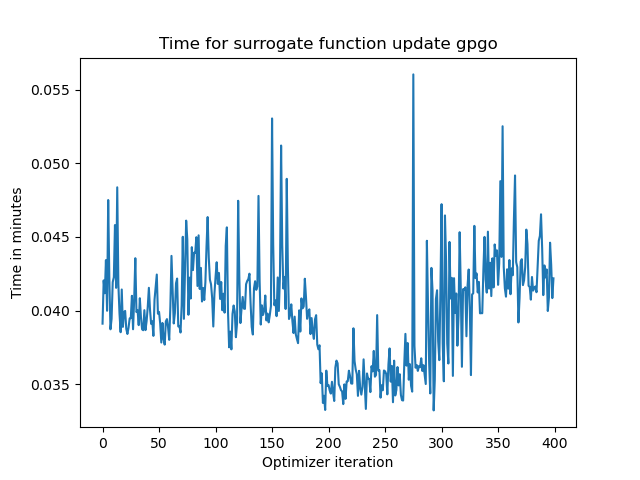 Time for surrogate function update gpgo
0.055
0.050
0.045
0.040
0.035
Time in minutes
0 50 100 150 200 250 300 350 400
Optimizer iteration